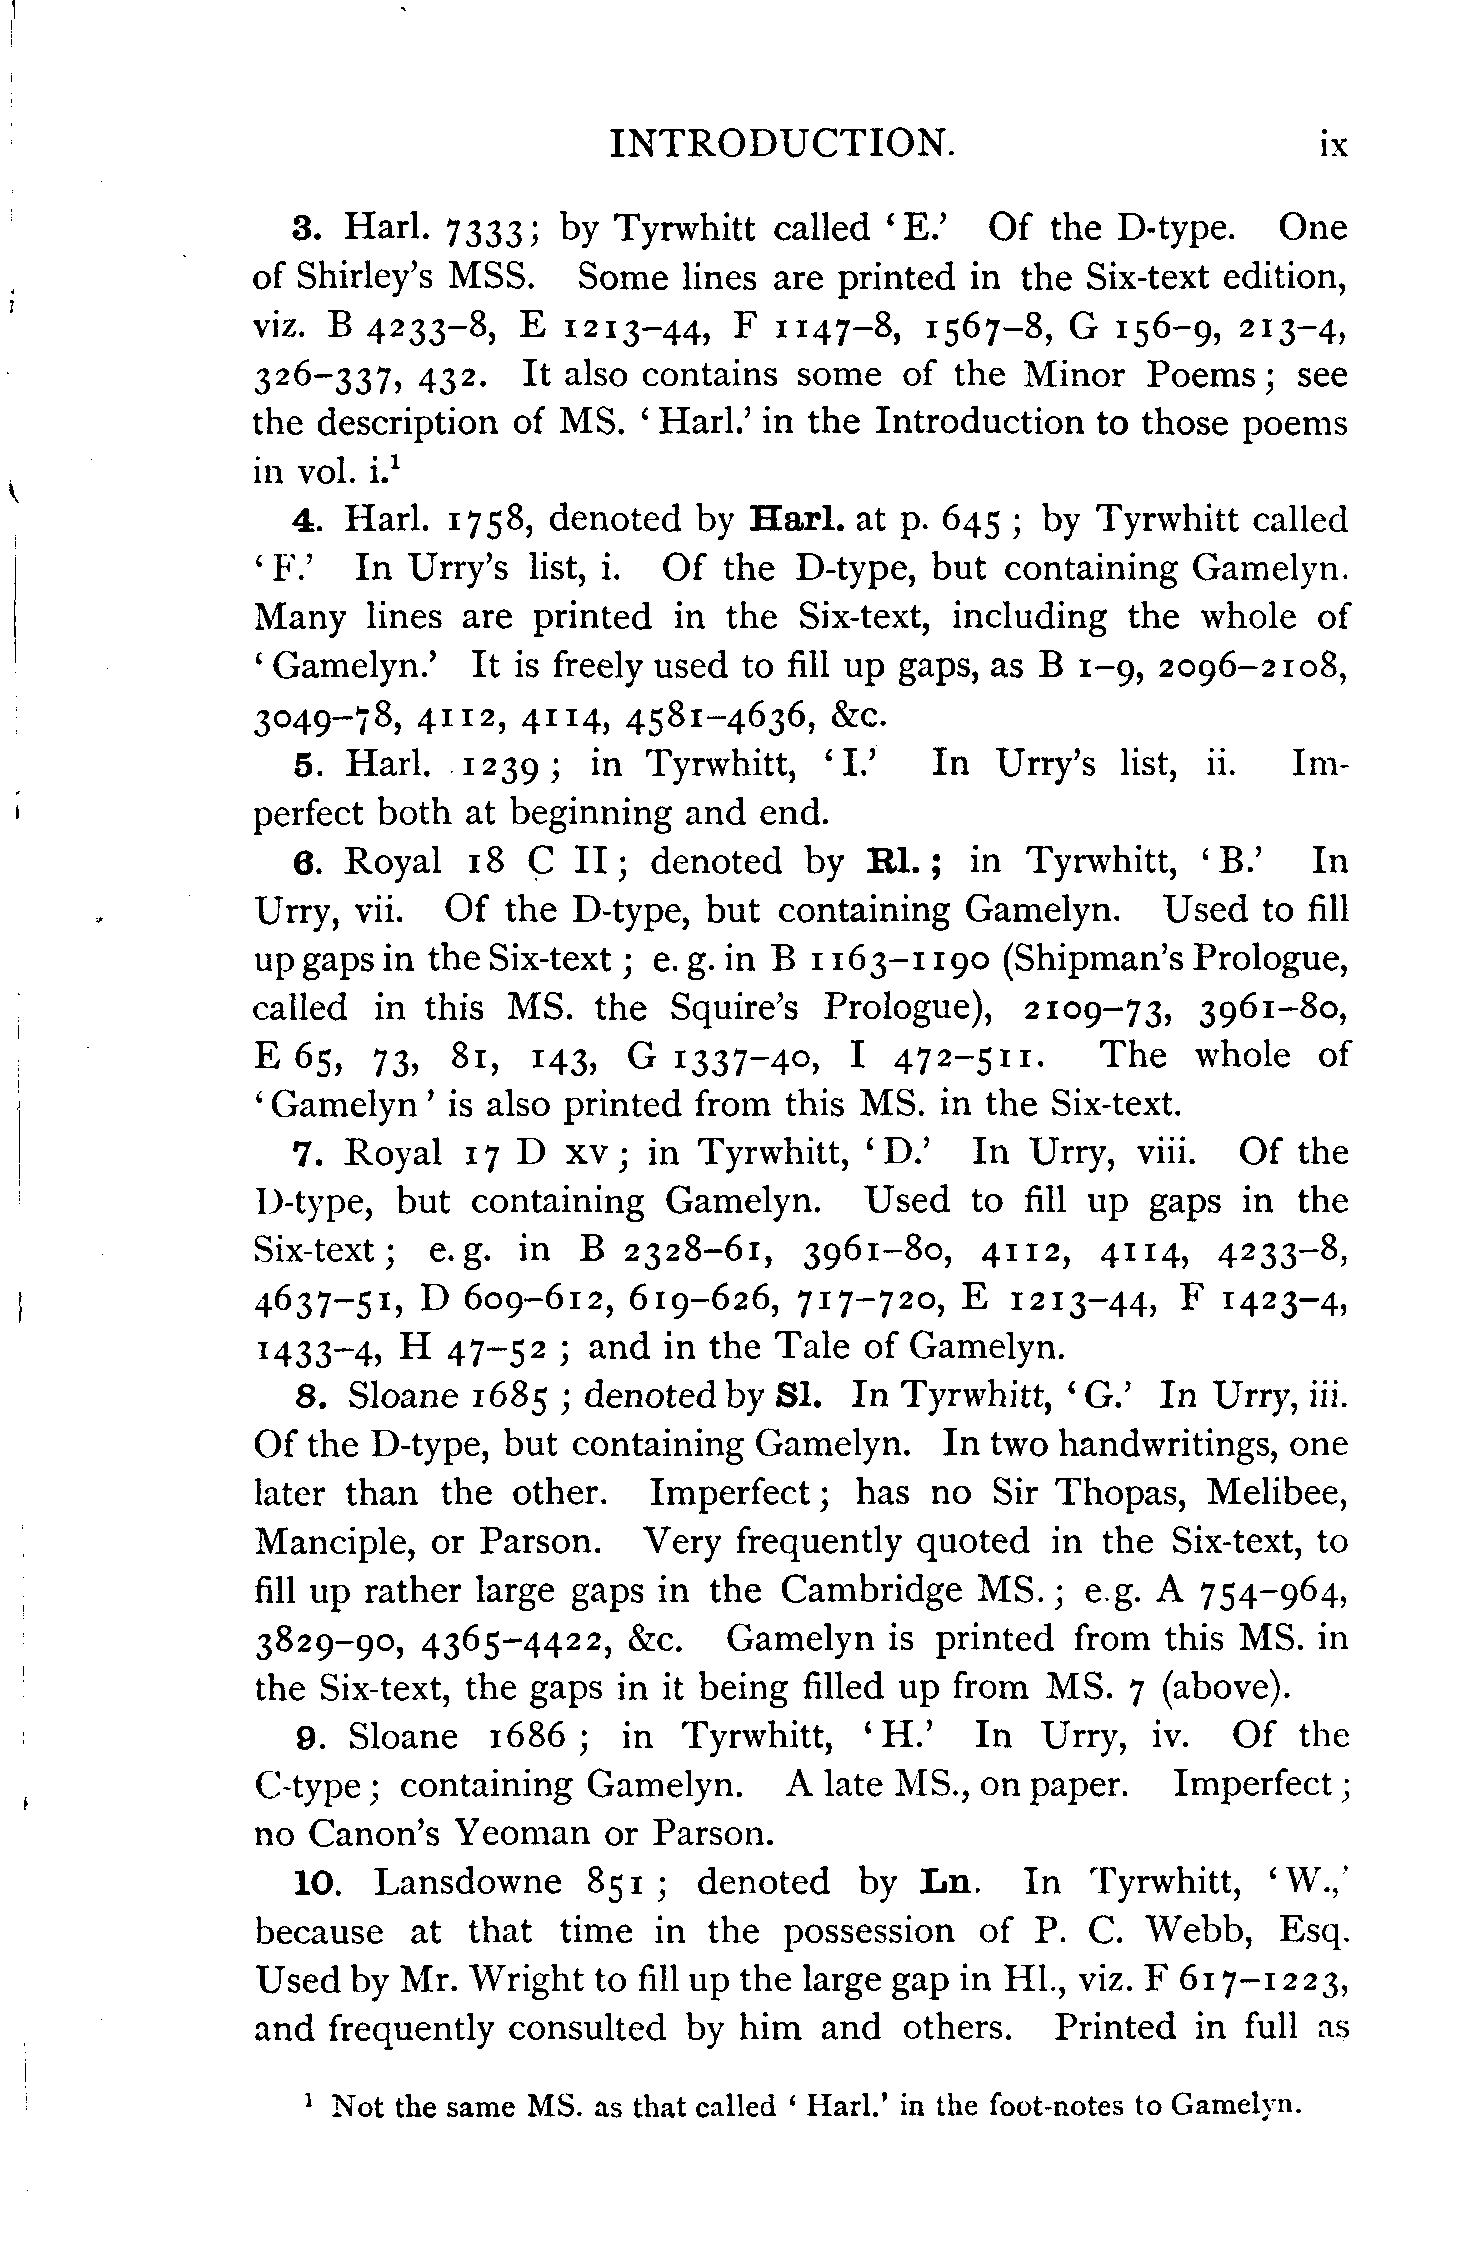 INTRODUCTION. ix
3. Harl. 7333; by Tyrwhitt called ‘E.’ Of the D-type. One
of Shirley’s MSS. Some lines are printed in the Six-text edition,
viz. B 4233–8, E 1213–44, F 1147–8, 1567–8, G 156–9, 213–4,
326–337, 432. It also contains some of the Minor Poems; see
the description of MS. ‘Harl.’ in the Introduction to those poems
in vol. i.¹
4. Harl. 1758, denoted by Harl. at p. 645; by Tyrwhitt called
‘F.’ In Urry’s list, i. Of the D-type, but containing Gamelyn.
Many lines are printed in the Six-text, including the whole of
‘Gamelyn.’ It is freely used to fill up gaps, as B 1–9, 2096–2108,
3049–78, 4112, 4114, 4581–4636, &c.
5. Harl. 1239; in Tyrwhitt, ‘I.’ In Urry’s list, ii. Im-
perfect both at beginning and end.
6. Royal 18 C II; denoted by Rl.; in Tyrwhitt, ‘B.’ In
Urry, vii. Of the D-type, but containing Gamelyn. Used to fill
up gaps in the Six-text; e. g. in B 1163–1190 (Shipman’s Prologue,
called in this MS. the Squire’s Prologue), 2109–73, 3961–80,
E 65, 73, 81, 143, G 1337–40, I 472–511. The whole of
‘Gamelyn’ is also printed from this MS. in the Six-text.
7. Royal 17 D xv; in Tyrwhitt, ‘D.’ In Urry, viii. Of the
D-type, but containing Gamelyn. Used to fill up gaps in the
Six-text; e. g. in B 2328–61, 3961–80, 4112, 4114, 4233–8,
4637–51, D 609–612, 619–626, 717–720, E 1213–44, F 1423–4,
1433–4, H 47–52; and in the Tale of Gamelyn.
8. Sloane 1685; denoted by Sl. In Tyrwhitt, ‘G.’ In Urry, iii.
Of the D-type, but containing Gamelyn. In two handwritings, one
later than the other. Imperfect; has no Sir Thopas, Melibee,
Manciple, or Parson. Very frequently quoted in the Six-text, to
fill up rather large gaps in the Cambridge MS.; e.g. A 754–964,
3829–90, 4365–4422, &c. Gamelyn is printed from this MS. in
the Six-text, the gaps in it being filled up from MS. 7 (above).
9. Sloane 1686; in Tyrwhitt, ‘H.’ In Urry, iv. Of the
C-type; containing Gamelyn. A late MS., on paper. Imperfect;
no Canon’s Yeoman or Parson.
10. Lansdowne 851; denoted by Ln. In Tyrwhitt, ‘W.,’
because at that time in the possession of P. C. Webb, Esq.
Used by Mr. Wright to fill up the large gap in Hl., viz. F 617–1223,
and frequently consulted by him and others. Printed in full as
¹ Not the same MS. as that called ‘Harl.’ in the foot-notes to Gamelyn.